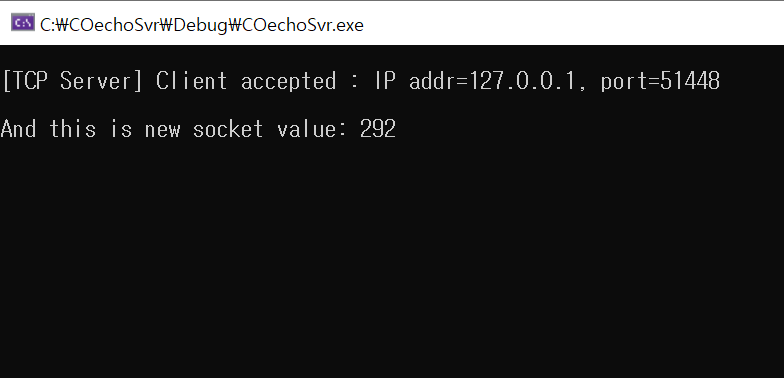 C:\COechoSvr\Debug\COechoSvr.exe
[TCP Server] Client accepted : IP addr=127.0.0.1, port=51448
And this is new socket value: 292